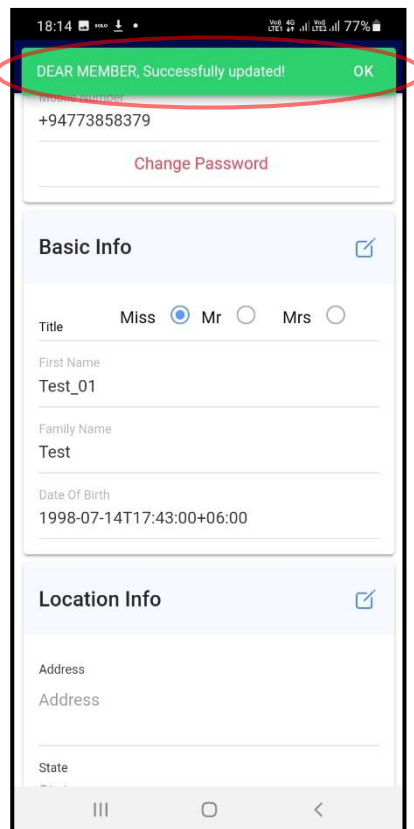 18:14 77%
DEAR MEMBER, Successfully updated! OK
Mobile Number
+94773858379
Change Password
Basic Info
Title Miss Mr Mrs
First Name
Test_01
Family Name
Test
Date Of Birth
1998-07-14T17:43:00+06:00
Location Info
Address
Address
State